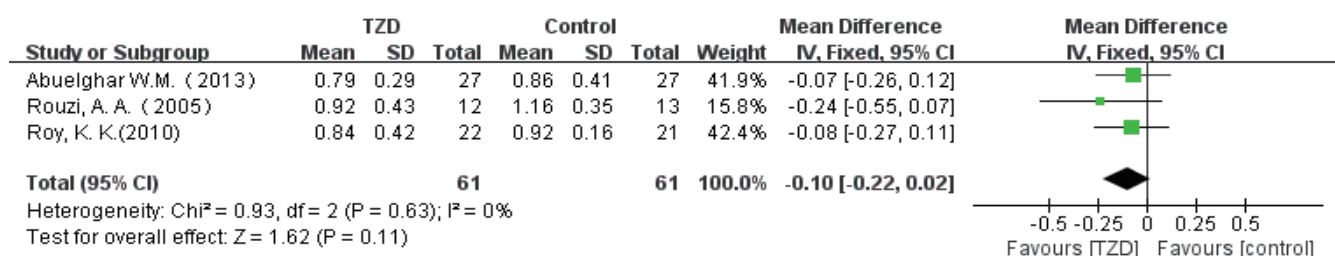 TZD Control Mean Difference Mean Difference
Study or Subgroup Mean SD Total Mean SD Total Weight IV, Fixed, 95% CI IV, Fixed, 95% CI
Abuelghar W.M. (2013) 0.79 0.29 27 0.86 0.41 27 41.9% -0.07 [-0.26, 0.12]
Rouzi, A. A. (2005) 0.92 0.43 12 1.16 0.35 13 15.8% -0.24 [-0.55, 0.07]
Roy, K. K.(2010) 0.84 0.42 22 0.92 0.16 21 42.4% -0.08 [-0.27, 0.11]
Total (95% CI) 61 61 100.0% -0.10 [-0.22, 0.02]
Heterogeneity: Chi² = 0.93, df = 2 (P = 0.63); I² = 0%
Test for overall effect: Z = 1.62 (P = 0.11)
-0.5 -0.25 0 0.25 0.5
Favours [TZD] Favours [control]